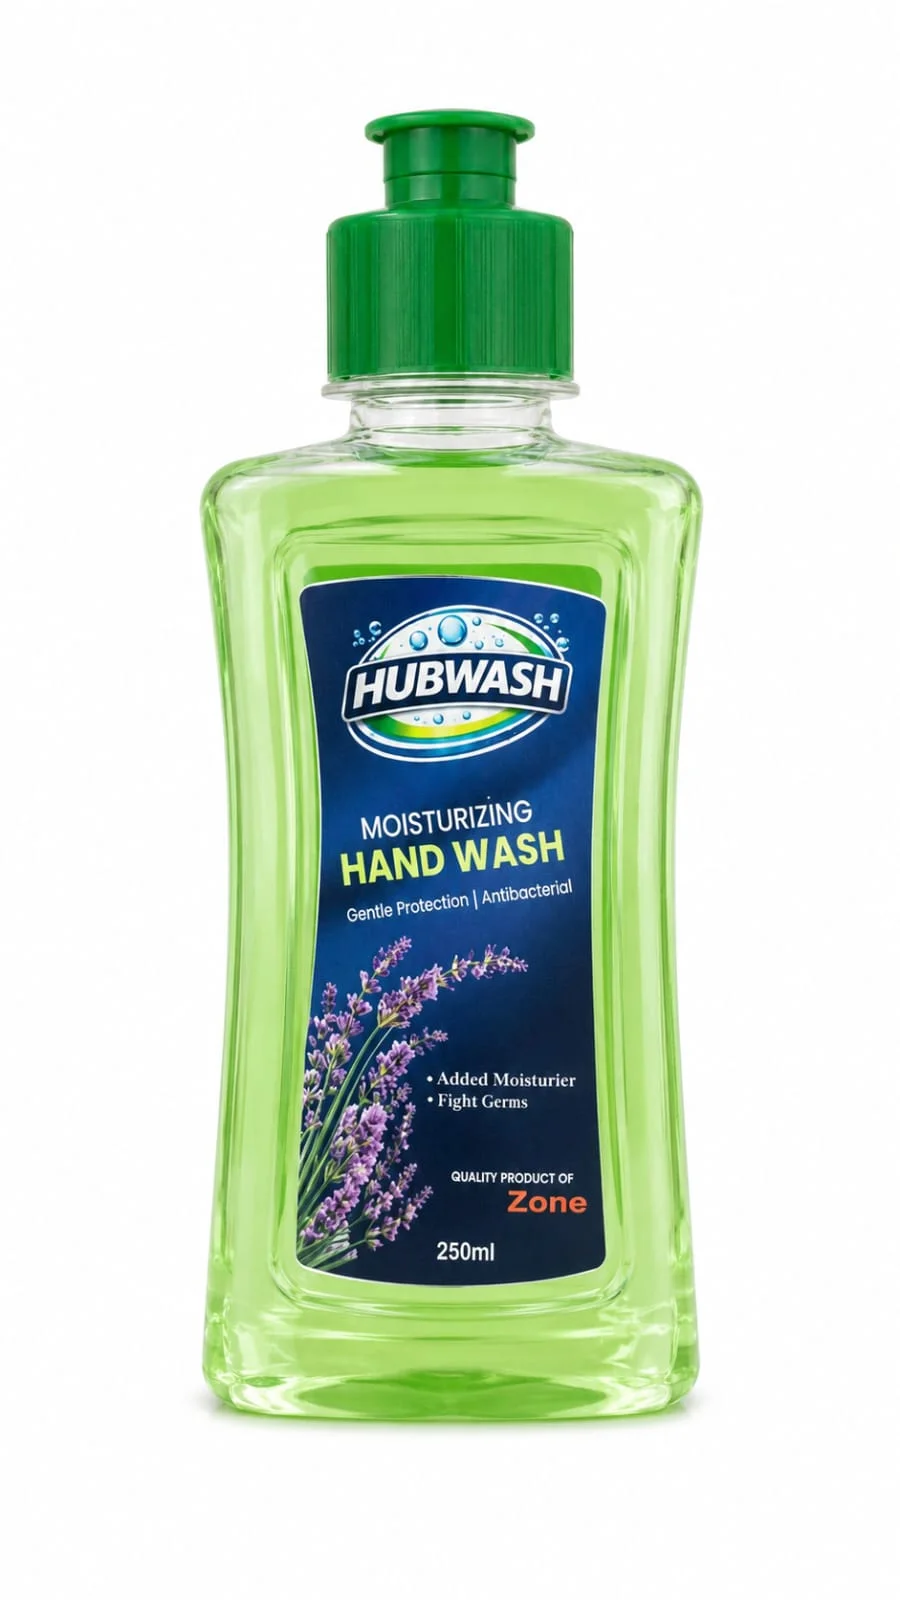 HUBWASH
MOISTURIZING
HAND WASH
Gentle Protection | Antibacterial
• Added Moisturier
• Fight Germs
QUALITY PRODUCT OF
Zone
250ml